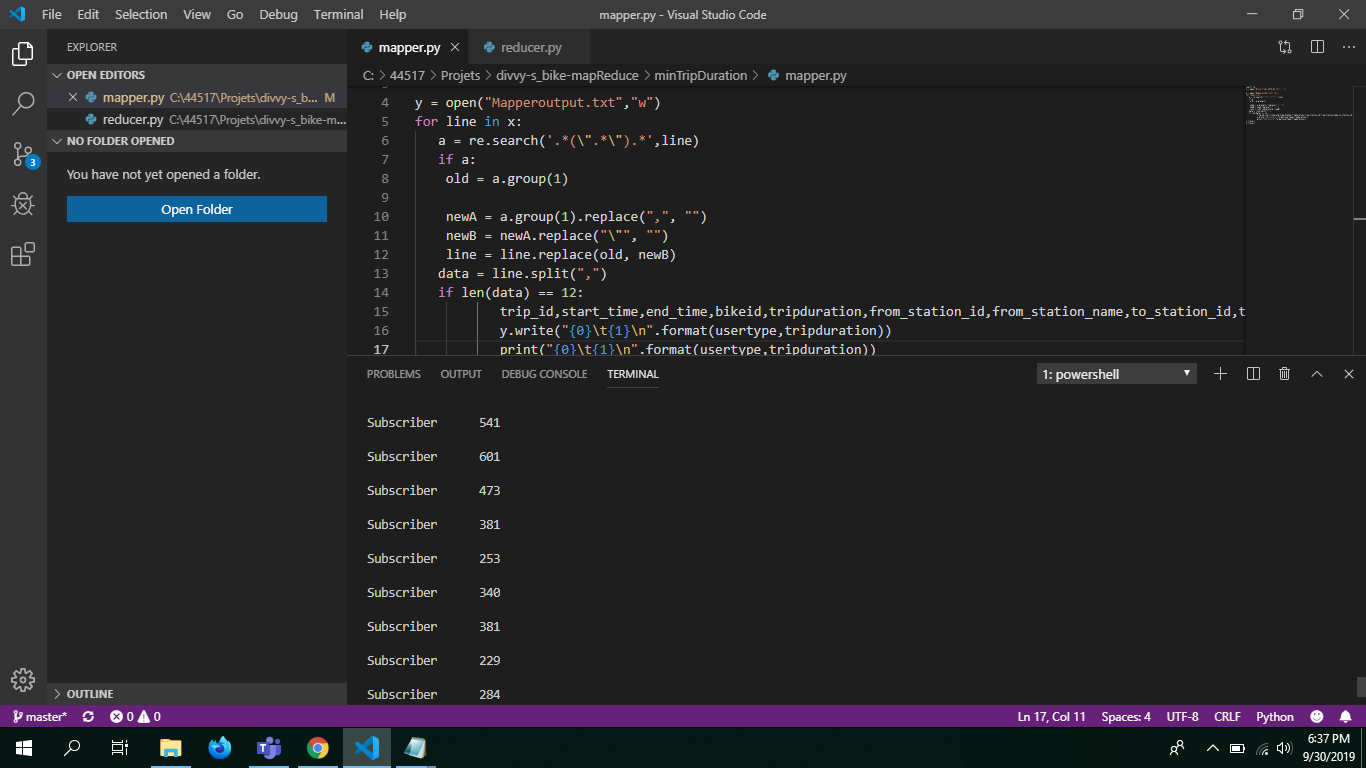 File Edit Selection View Go Debug Terminal Help
mapper.py - Visual Studio Code
EXPLORER
OPEN EDITORS
mapper.py C:\44517\Projets\divvy-s_b... M
reducer.py C:\44517\Projets\divvy-s_bike-m...
NO FOLDER OPENED
You have not yet opened a folder.
Open Folder
OUTLINE
3
mapper.py
reducer.py
C: > 44517 > Projets > divvy-s_bike-mapReduce > minTripDuration > mapper.py
4 y = open("Mapperoutput.txt","w")
5 for line in x:
6 a = re.search('.*(\".*\").*',line)
7 if a:
8 old = a.group(1)
9
10 newA = a.group(1).replace(",", "")
11 newB = newA.replace("\"", "")
12 line = line.replace(old, newB)
13 data = line.split(",")
14 if len(data) == 12:
15 trip_id,start_time,end_time,bikeid,tripduration,from_station_id,from_station_name,to_station_id,t
16 y.write("{0}\t{1}\n".format(usertype,tripduration))
17 print("{0}\t{1}\n".format(usertype,tripduration))
PROBLEMS OUTPUT DEBUG CONSOLE TERMINAL
1: powershell
Subscriber 541
Subscriber 601
Subscriber 473
Subscriber 381
Subscriber 253
Subscriber 340
Subscriber 381
Subscriber 229
Subscriber 284
master* 0 0
Ln 17, Col 11 Spaces: 4 UTF-8 CRLF Python
6:37 PM
9/30/2019